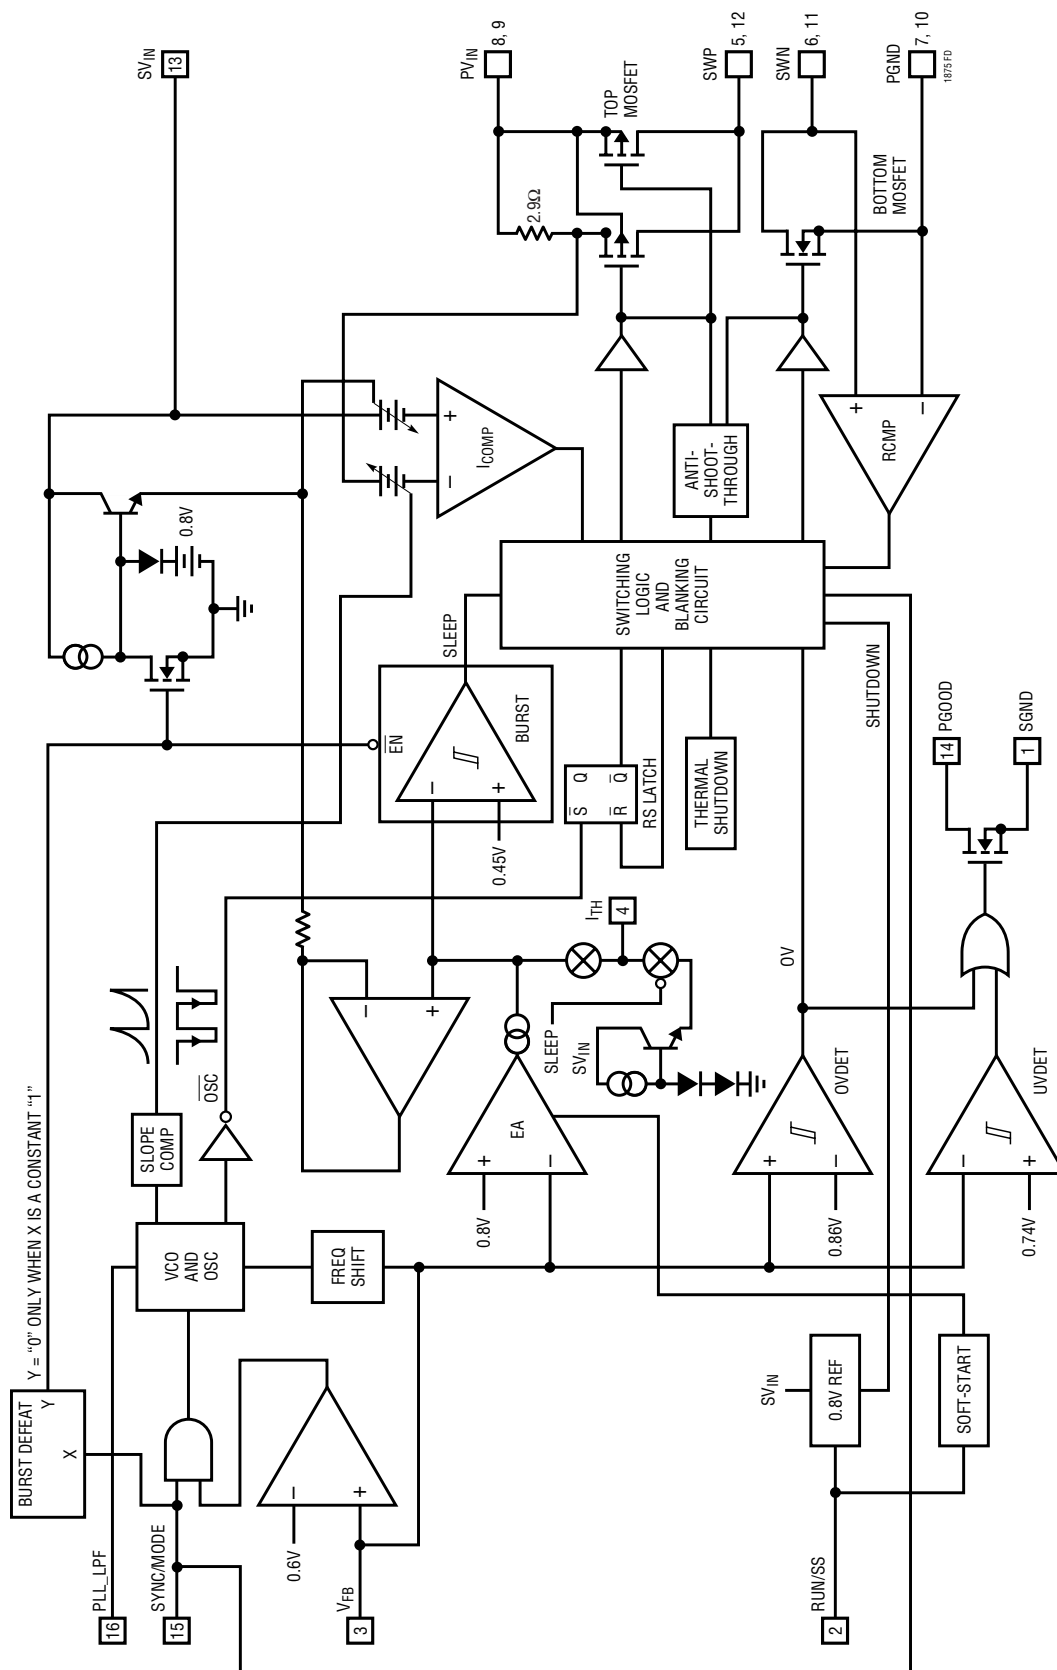 BURST DEFEAT
Y
X
Y = “0” ONLY WHEN X IS A CONSTANT “1”
PLL_LPF
16
SYNC/MODE
15
0.6V
VFB
3
RUN/SS
2
VCO
AND
OSC
SLOPE
COMP
OSC
FREQ
SHIFT
SVIN
0.8V REF
SOFT-START
0.8V
+
–
EA
–
+
+
–
0.86V
OVDET
–
+
0.74V
UVDET
–
+
SLEEP
SVIN
ITH
4
OV
0.45V
–
+
EN
BURST
SLEEP
S
Q
R
Q
RS LATCH
THERMAL
SHUTDOWN
SHUTDOWN
PGOOD
14
SGND
1
SWITCHING
LOGIC
AND
BLANKING
CIRCUIT
0.8V
+
–
ICOMP
ANTI-
SHOOT-
THROUGH
RCMP
+
–
2.9Ω
TOP
MOSFET
BOTTOM
MOSFET
SVIN
13
PVIN
8, 9
SWP
5, 12
SWN
6, 11
PGND
7, 10
1875 FD